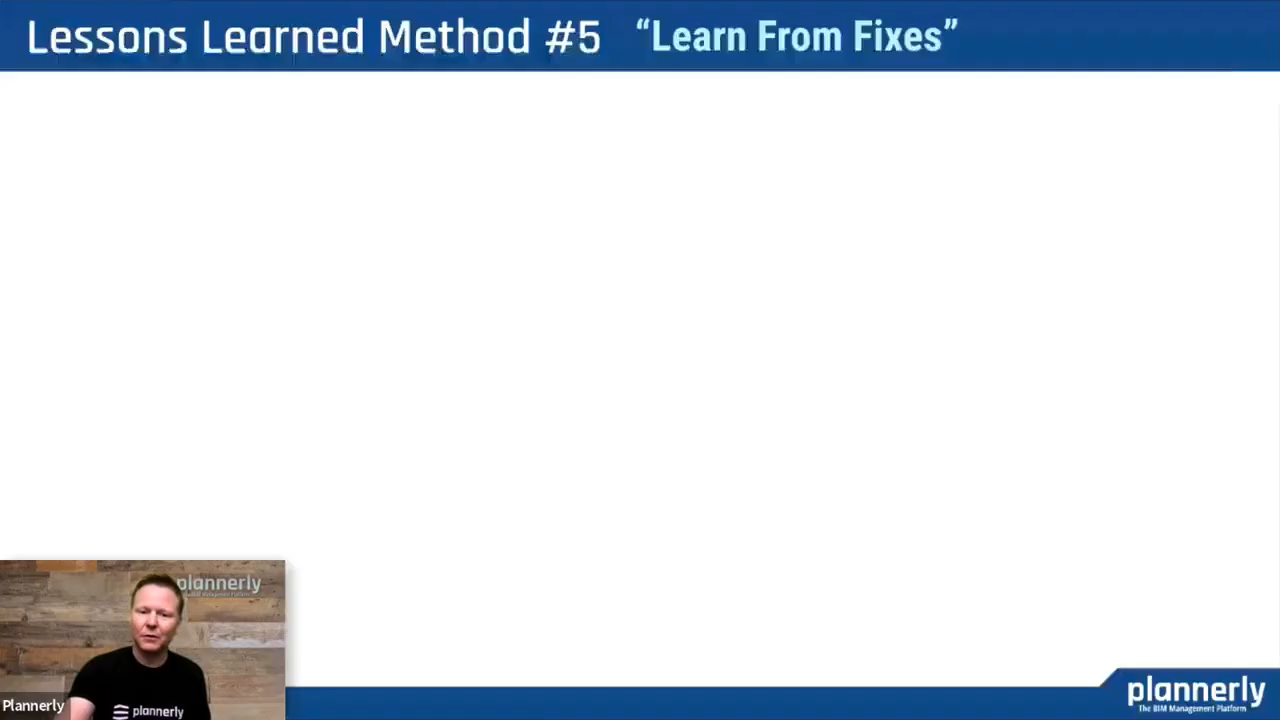 Lessons Learned Method #5 “Learn From Fixes”
plannerly
Plannerly
plannerly
plannerly
The BIM Management Platform